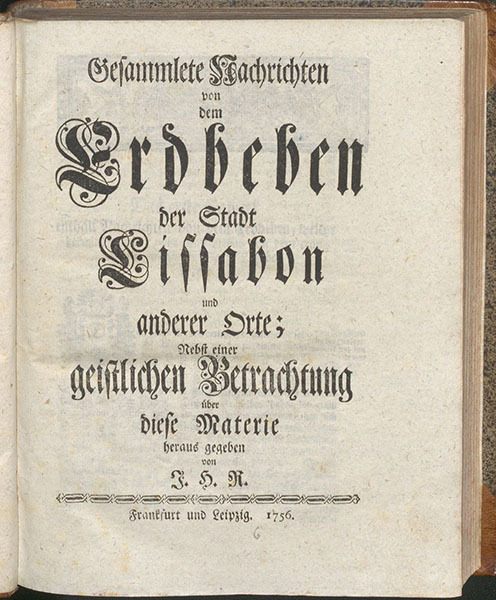 Gesammlete Nachrichten
von
dem
Erdbeben
der Stadt
Lissabon
und
anderer Orte;
Nebst einer
geistlichen Betrachtung
über
diese Materie
heraus gegeben
von
J. H. R.
Frankfurt und Leipzig. 1756.
6